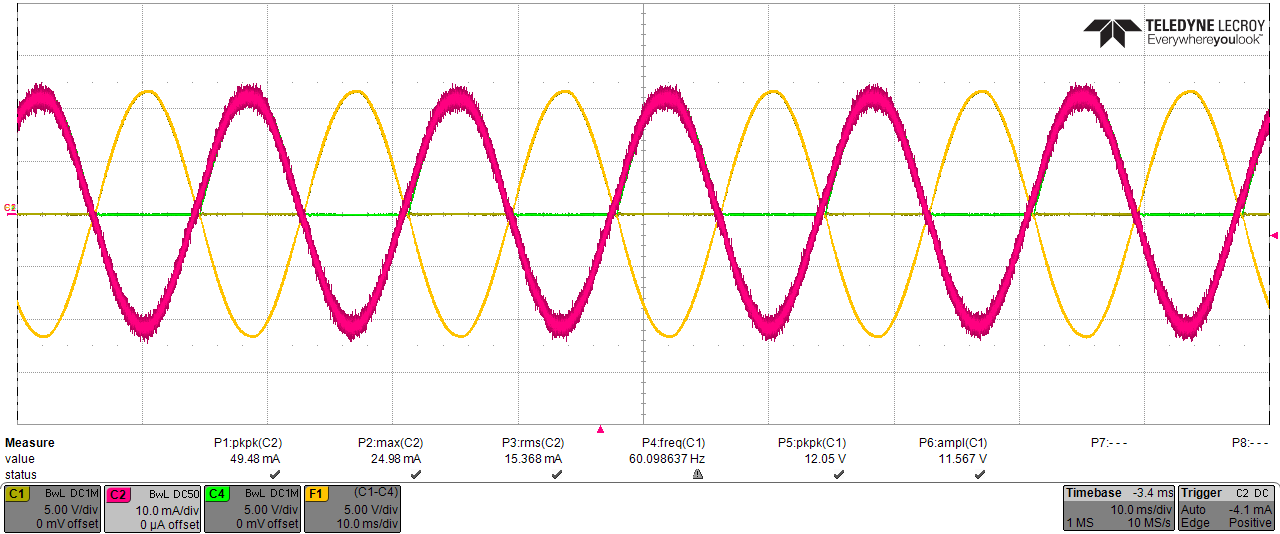 TELEDYNE LECROY
Everywhereyoulook™
C2
Measure P1:pkpk(C2) P2:max(C2) P3:rms(C2) P4:freq(C1) P5:pkpk(C1) P6:ampl(C1) P7:--- P8:---
value 49.48 mA 24.98 mA 15.368 mA 60.098637 Hz 12.05 V 11.567 V
status
C1 BwL DC1M C2 BwL DC50 C4 BwL DC1M F1 (C1-C4) Timebase -3.4 ms Trigger C2 DC
5.00 V/div 10.0 mA/div 5.00 V/div 5.00 V/div 10.0 ms/div Auto -4.1 mA
0 mV offset 0 µA offset 0 mV offset 10.0 ms/div 1 MS 10 MS/s Edge Positive